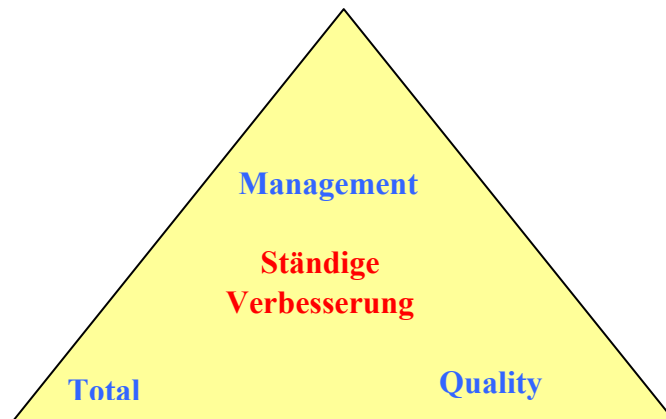 Management
Ständige
Verbesserung
Total
Quality